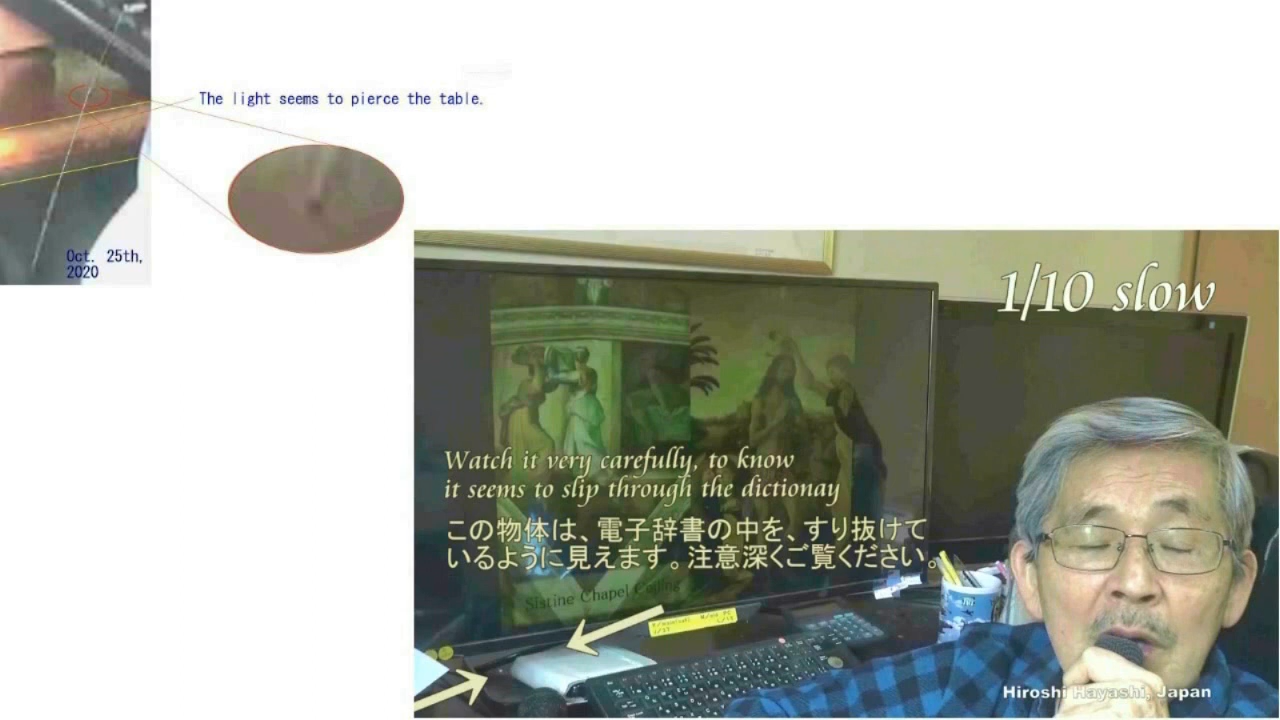 The light seems to pierce the table.
Oct. 25th,
2020
1/10 slow
Watch it very carefully, to know
it seems to slip through the dictionay
この物体は、電子辞書の中を、すり抜けて
いるように見えます。注意深くご覧ください。
Sistine Chapel Ceiling
Hiroshi Hayashi, Japan